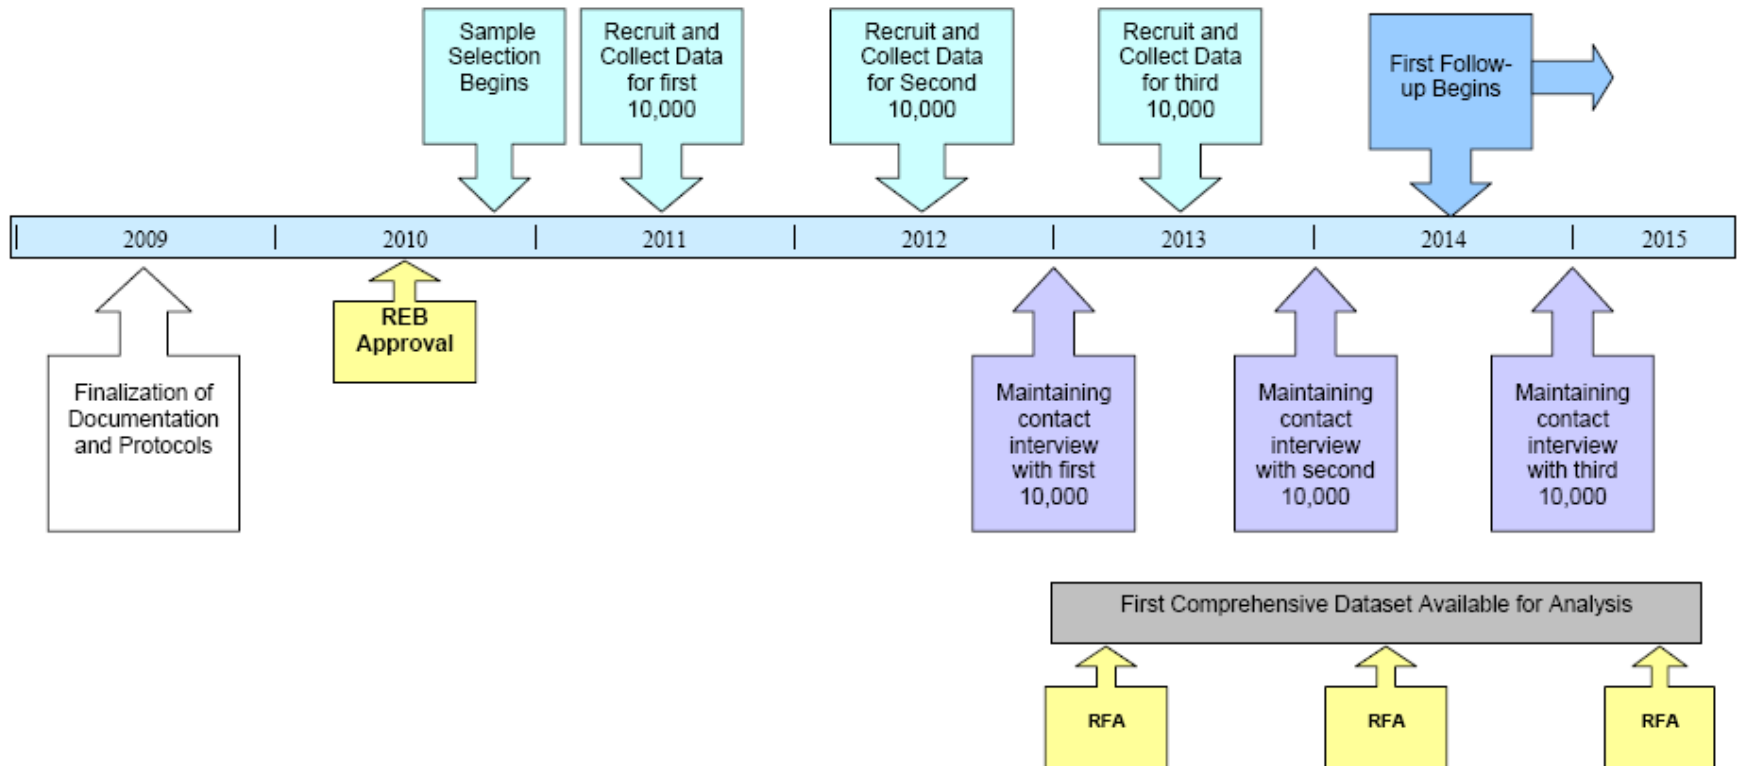 Sample
Selection
Begins
Recruit and
Collect Data
for first
10,000
Recruit and
Collect Data
for Second
10,000
Recruit and
Collect Data
for third
10,000
First Follow-
up Begins
2009
2010
2011
2012
2013
2014
2015
Finalization of
Documentation
and Protocols
REB
Approval
Maintaining
contact
interview
with first
10,000
Maintaining
contact
interview
with second
10,000
Maintaining
contact
interview
with third
10,000
First Comprehensive Dataset Available for Analysis
RFA
RFA
RFA